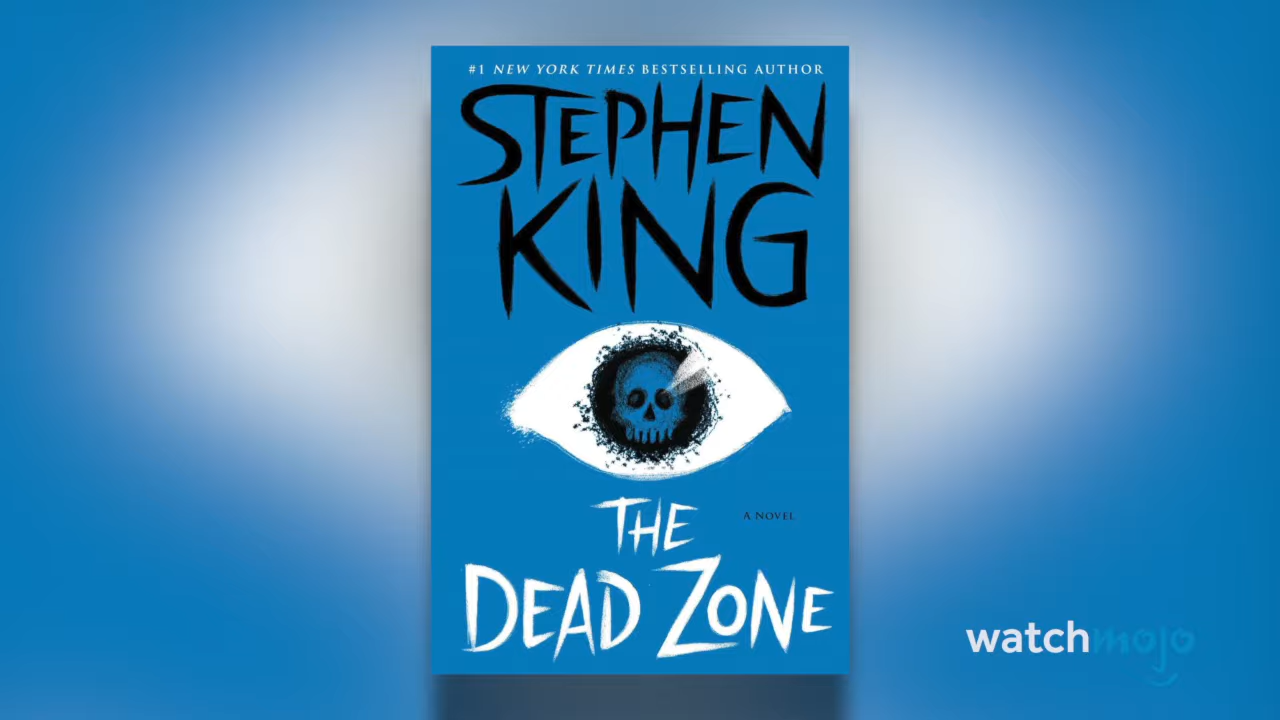 #1 NEW YORK TIMES BESTSELLING AUTHOR
STEPHEN
KING
THE
A NOVEL
DEAD ZONE
watchmojo